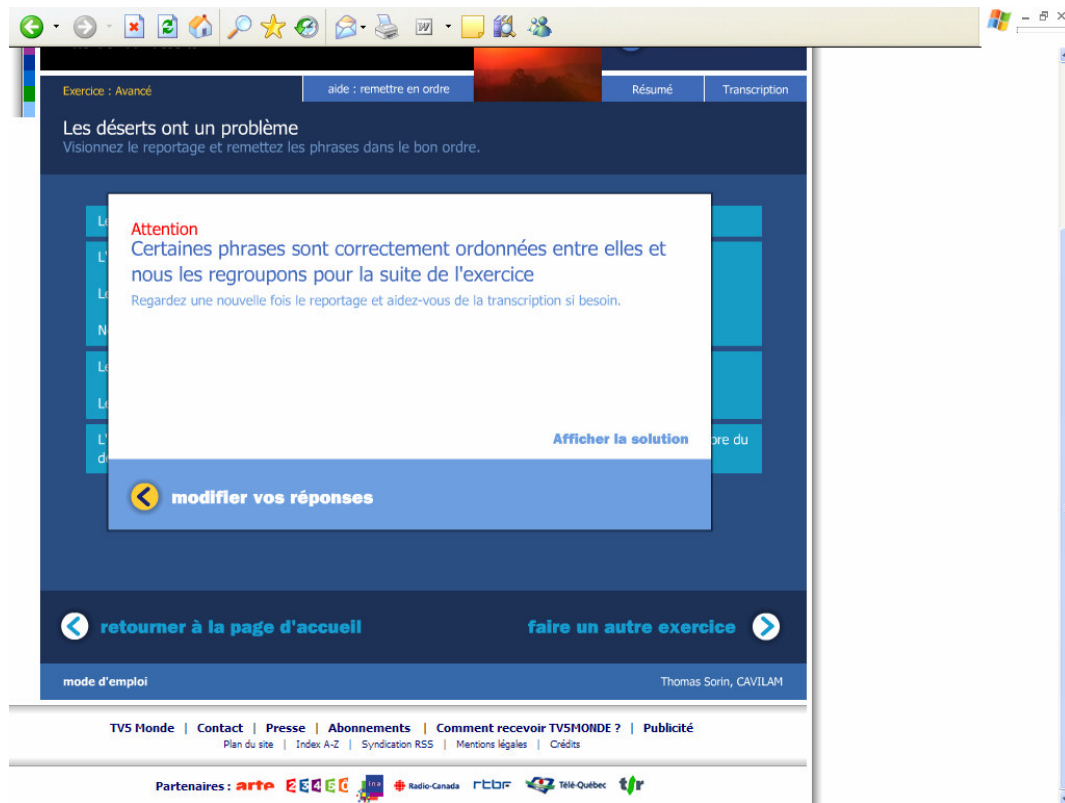 Exercice : Avancé
aide : remettre en ordre
Résumé
Transcription
Les déserts ont un problème
Visionnez le reportage et remettez les phrases dans le bon ordre.
Attention
Certaines phrases sont correctement ordonnées entre elles et
nous les regroupons pour la suite de l'exercice
Regardez une nouvelle fois le reportage et aidez-vous de la transcription si besoin.
Afficher la solution
modifier vos réponses
retourner à la page d'accueil
faire un autre exercice
mode d'emploi
Thomas Sorin, CAVILAM
TV5 Monde | Contact | Presse | Abonnements | Comment recevoir TV5MONDE ? | Publicité
Plan du site | Index A-Z | Syndication RSS | Mentions légales | Crédits
Partenaires : arte 2 3 4 5 ô ina Radio-Canada rtbf Télé-Québec